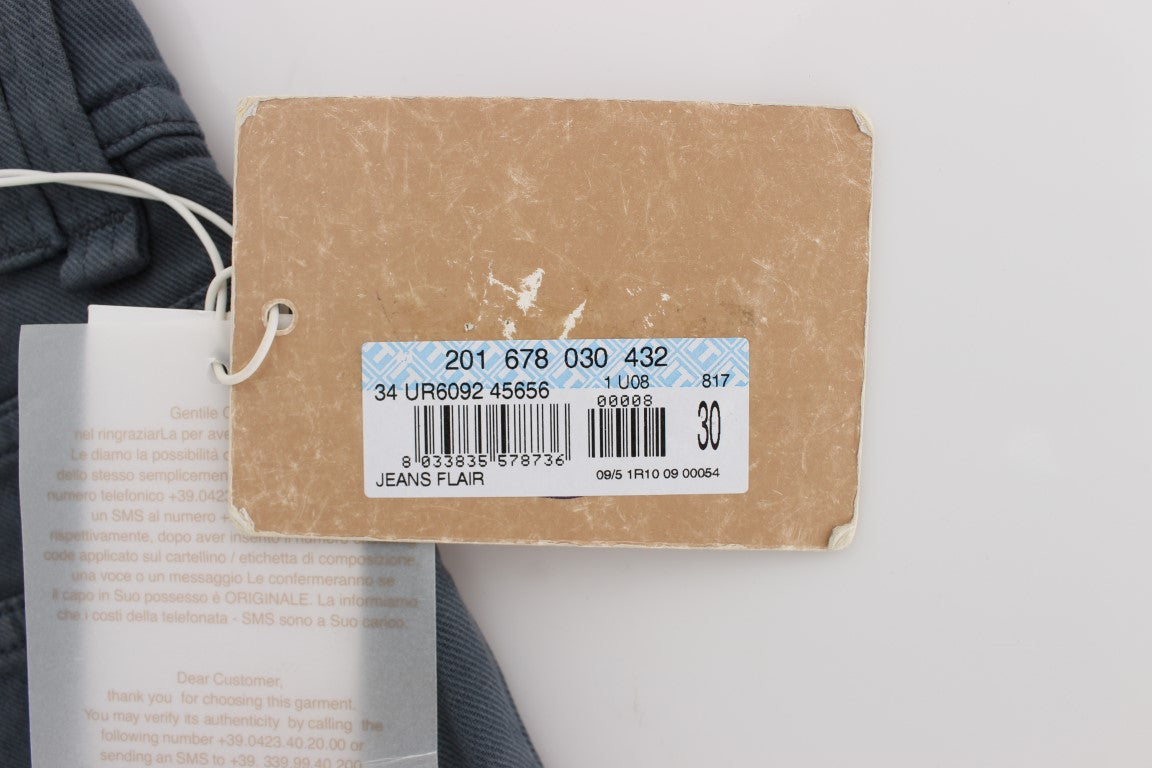 201 678 030 432
34 UR6092 45656 1 U08 817
00008
30
8 033835 578736
JEANS FLAIR 09/5 1R10 09 00054
Gentile
nel ringraziarLa per ave
Le diamo la possibilità
dello stesso semplicemen
numero telefonico +39.0423
un SMS al numero +
rispettivamente, dopo aver inserito il numero
code applicato sul cartellino / etichetta di composizione,
una voce o un messaggio Le confermeranno se
il capo in Suo possesso è ORIGINALE. La informiamo
che i costi della telefonata - SMS sono a Suo carico.
Dear Customer,
thank you for choosing this garment.
You may verify its authenticity by calling the
following number +39.0423.40.20.00 or
sending an SMS to +39. 339.99.40.200